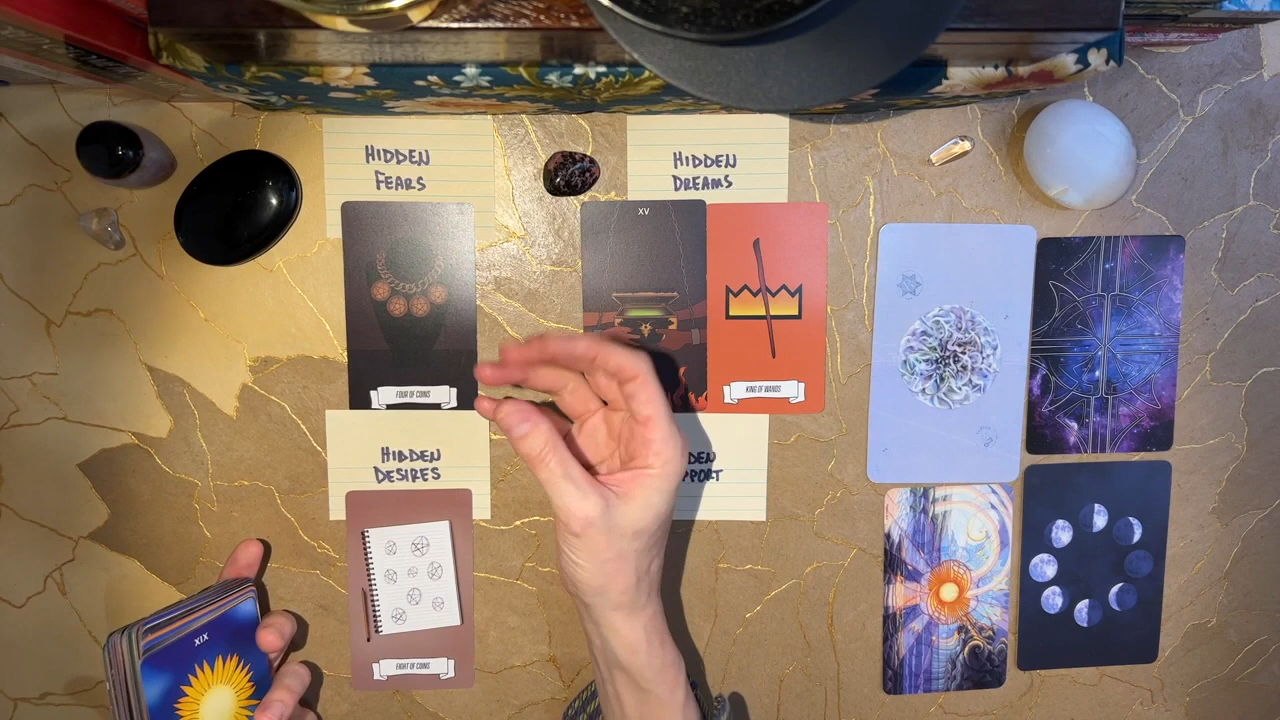 HIDDEN
FEARS
HIDDEN
DREAMS
XV
FOUR OF COINS
KING OF WANDS
HIDDEN
DESIRES
DEN
PPORT
EIGHT OF COINS
XIX